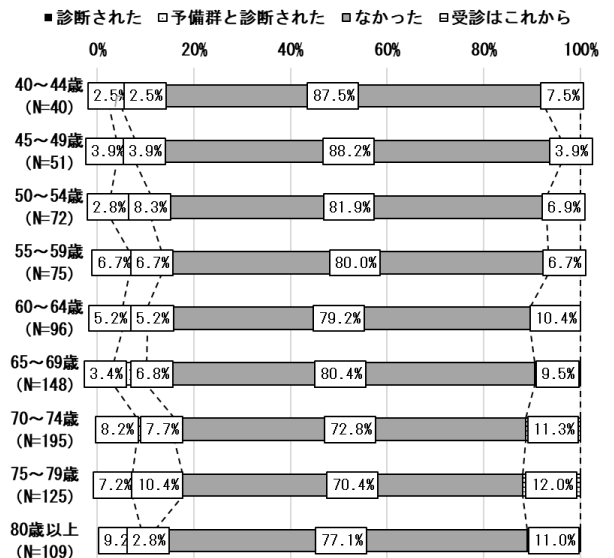 ■診断された □予備群と診断された ■なかった 日受診はこれから
0% 20% 40% 60% 80% 100%
40～44歳
(N=40)
2.5% 2.5% 87.5% 7.5%
45～49歳
(N=51)
3.9% 3.9% 88.2% 3.9%
50～54歳
(N=72)
2.8% 8.3% 81.9% 6.9%
55～59歳
(N=75)
6.7% 6.7% 80.0% 6.7%
60～64歳
(N=96)
5.2% 5.2% 79.2% 10.4%
65～69歳
(N=148)
3.4% 6.8% 80.4% 9.5%
70～74歳
(N=195)
8.2% 7.7% 72.8% 11.3%
75～79歳
(N=125)
7.2% 10.4% 70.4% 12.0%
80歳以上
(N=109)
9.2 2.8% 77.1% 11.0%